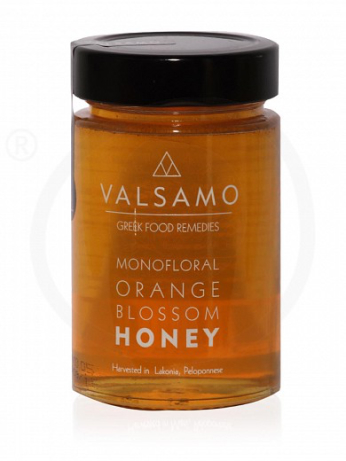 VALSAMO
GREEK FOOD REMEDIES
MONOFLORAL
ORANGE
BLOSSOM
HONEY
Harvested in Lakonia, Peloponnese
®